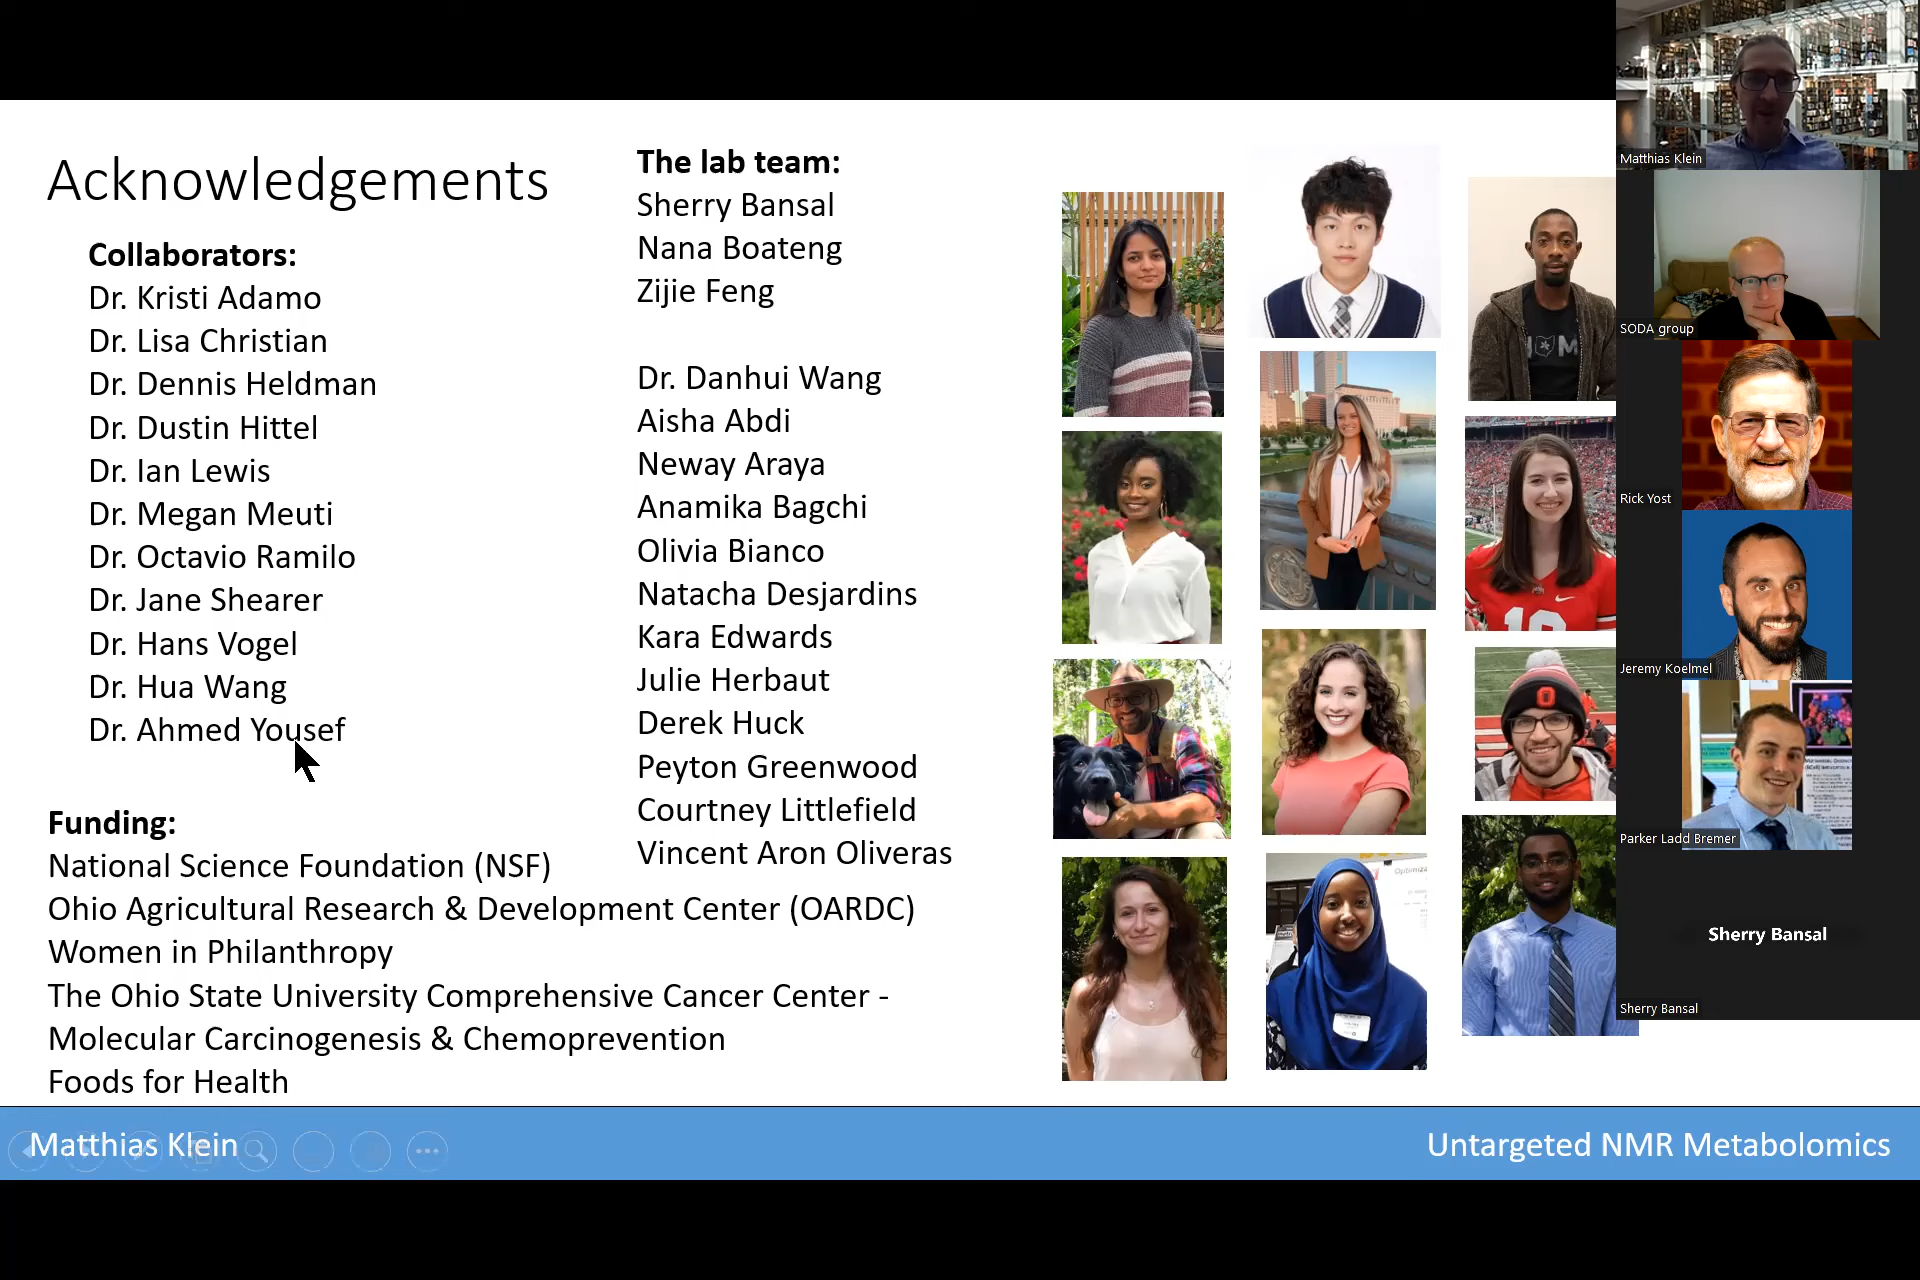 Acknowledgements
Collaborators:
Dr. Kristi Adamo
Dr. Lisa Christian
Dr. Dennis Heldman
Dr. Dustin Hittel
Dr. Ian Lewis
Dr. Megan Meuti
Dr. Octavio Ramilo
Dr. Jane Shearer
Dr. Hans Vogel
Dr. Hua Wang
Dr. Ahmed Yousef
Funding:
National Science Foundation (NSF)
Ohio Agricultural Research & Development Center (OARDC)
Women in Philanthropy
The Ohio State University Comprehensive Cancer Center -
Molecular Carcinogenesis & Chemoprevention
Foods for Health
The lab team:
Sherry Bansal
Nana Boateng
Zijie Feng
Dr. Danhui Wang
Aisha Abdi
Neway Araya
Anamika Bagchi
Olivia Bianco
Natacha Desjardins
Kara Edwards
Julie Herbaut
Derek Huck
Peyton Greenwood
Courtney Littlefield
Vincent Aron Oliveras
Matthias Klein
SODA group
Rick Yost
Jeremy Koelmel
Parker Ladd Bremer
Sherry Bansal
Sherry Bansal
Matthias Klein
Untargeted NMR Metabolomics